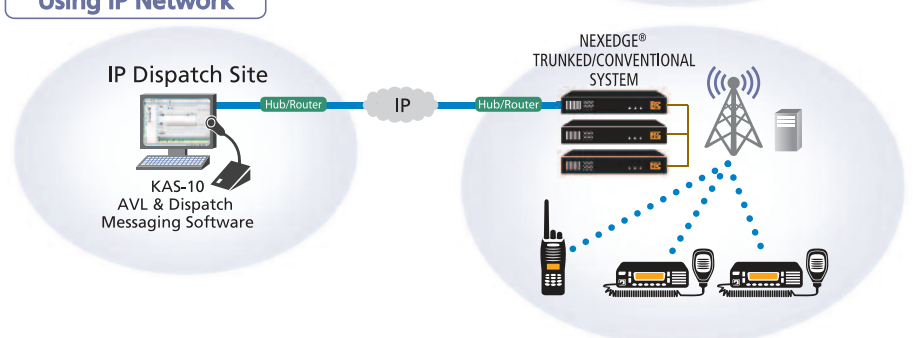 Using IP Network
NEXEDGE®
TRUNKED/CONVENTIONAL
SYSTEM
IP Dispatch Site
Hub/Router
IP
Hub/Router
KAS-10
AVL & Dispatch
Messaging Software